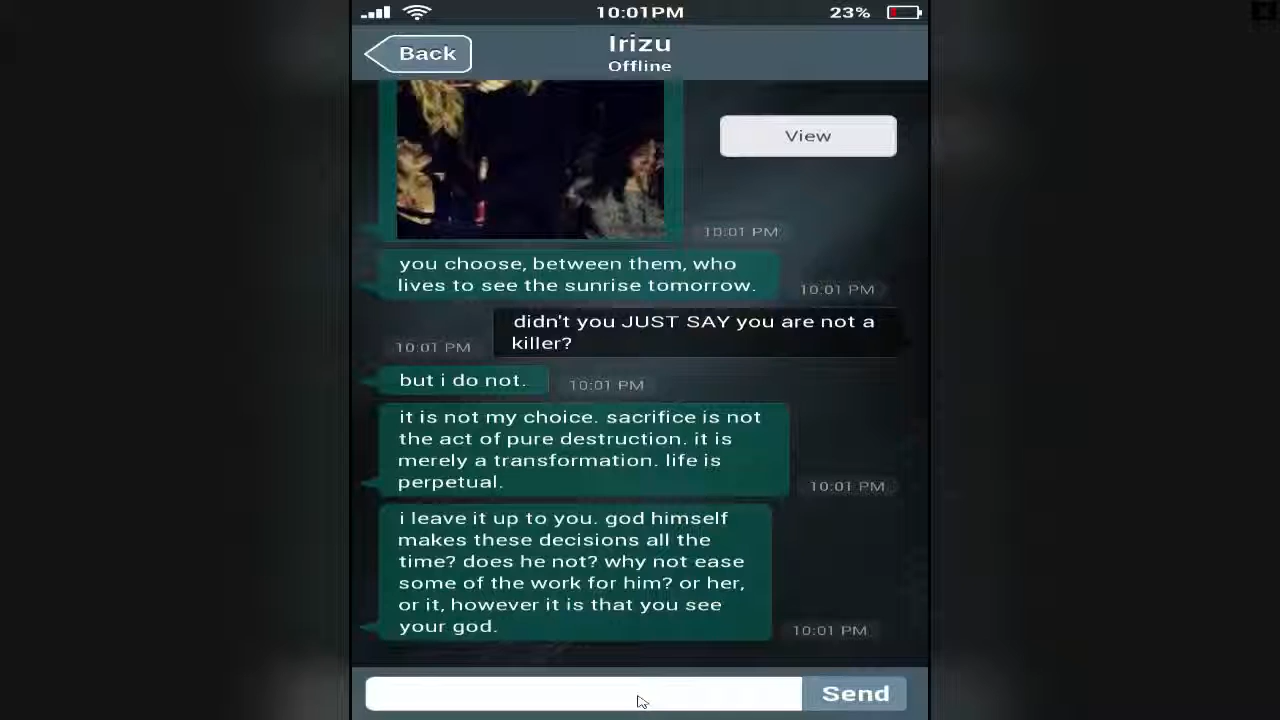 10:01PM
23%
Back
Irizu
Offline
View
10:01 PM
you choose, between them, who
lives to see the sunrise tomorrow.
10:01 PM
didn't you JUST SAY you are not a
killer?
10:01 PM
but i do not.
10:01 PM
it is not my choice. sacrifice is not
the act of pure destruction. it is
merely a transformation. life is
perpetual.
10:01 PM
i leave it up to you. god himself
makes these decisions all the
time? does he not? why not ease
some of the work for him? or her,
or it, however it is that you see
your god.
10:01 PM
Send